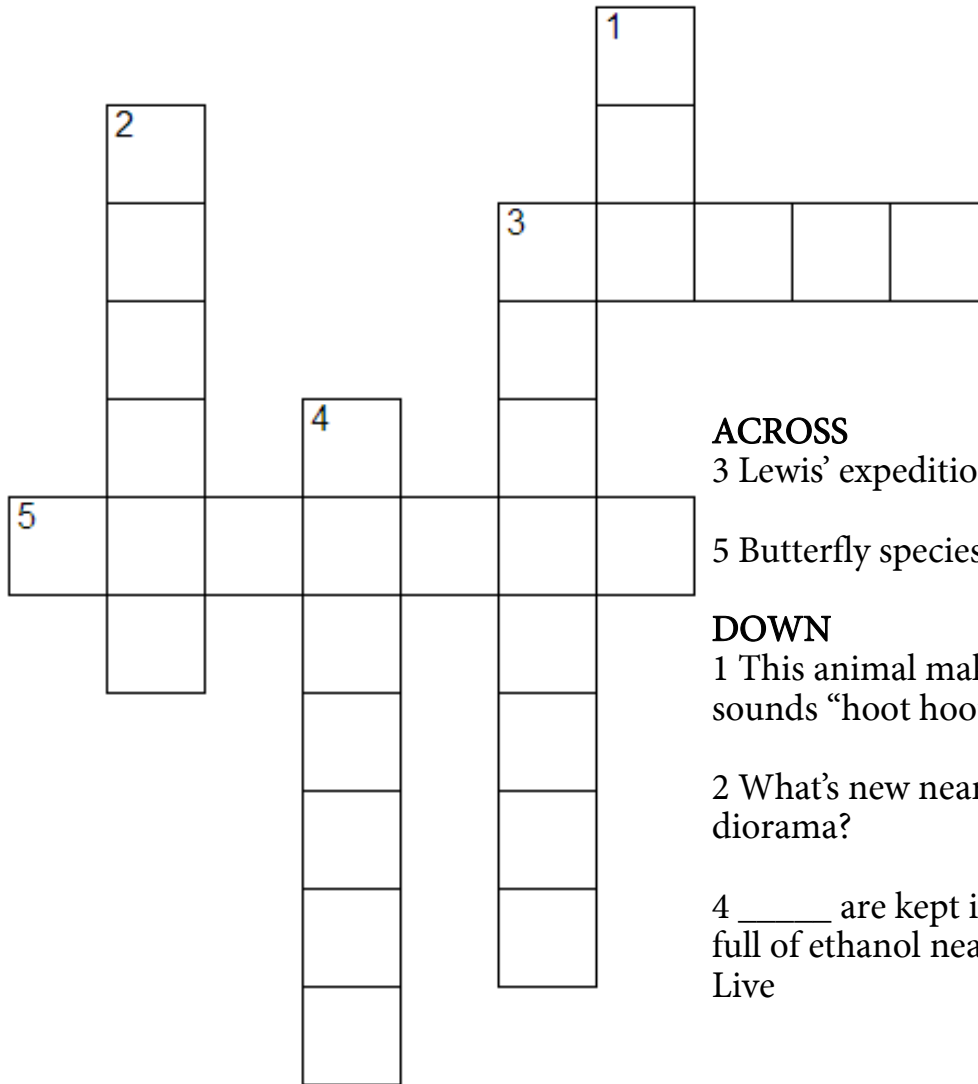 1
2
3
4
5
ACROSS
3 Lewis’ expeditio
5 Butterfly species
DOWN
1 This animal mal
sounds “hoot hoo
2 What’s new near
diorama?
4 _____ are kept i
full of ethanol nea
Live